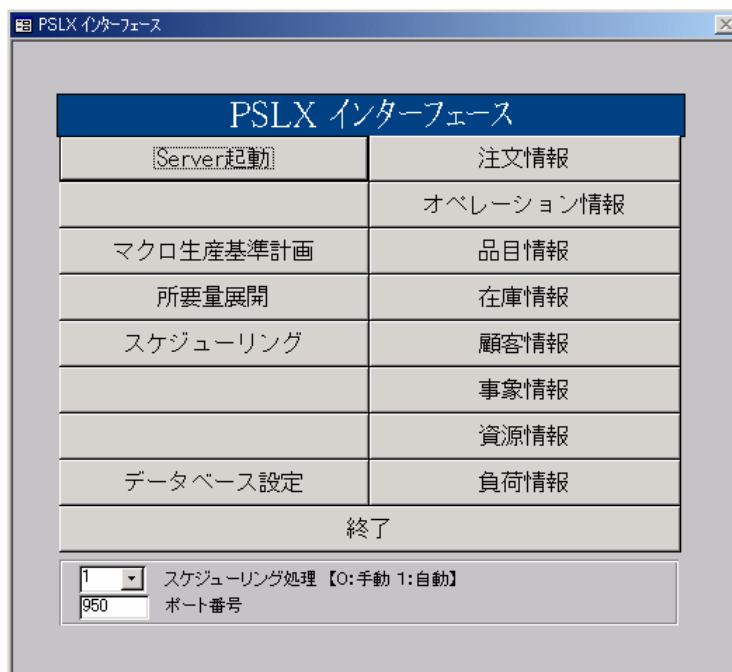 PSLX インターフェース
PSLX インターフェース
Server起動 注文情報
オペレーション情報
マクロ生産基準計画 品目情報
所要量展開 在庫情報
スケジューリング 顧客情報
事象情報
資源情報
データベース設定 負荷情報
終了
1 スケジューリング処理【0:手動 1:自動】
950 ポート番号